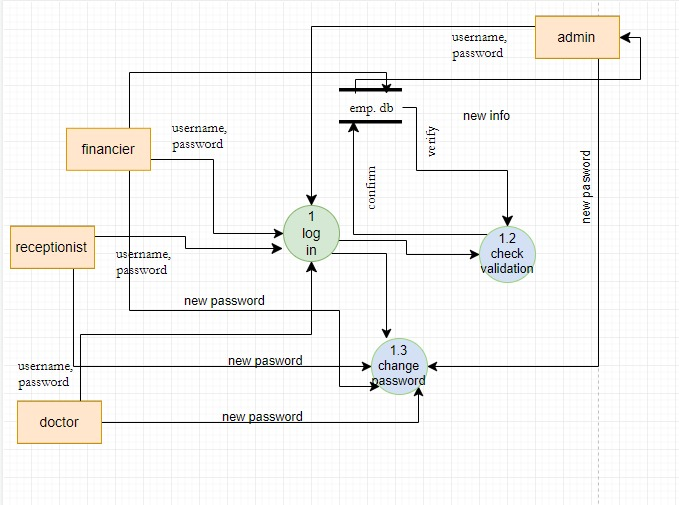 admin
username,
password
emp. db
new info
username,
password
verify
financier
confirm
new pasword
1
log
in
receptionist
1.2
check
validation
username,
password
new password
1.3
change
password
new pasword
username,
password
doctor
new password